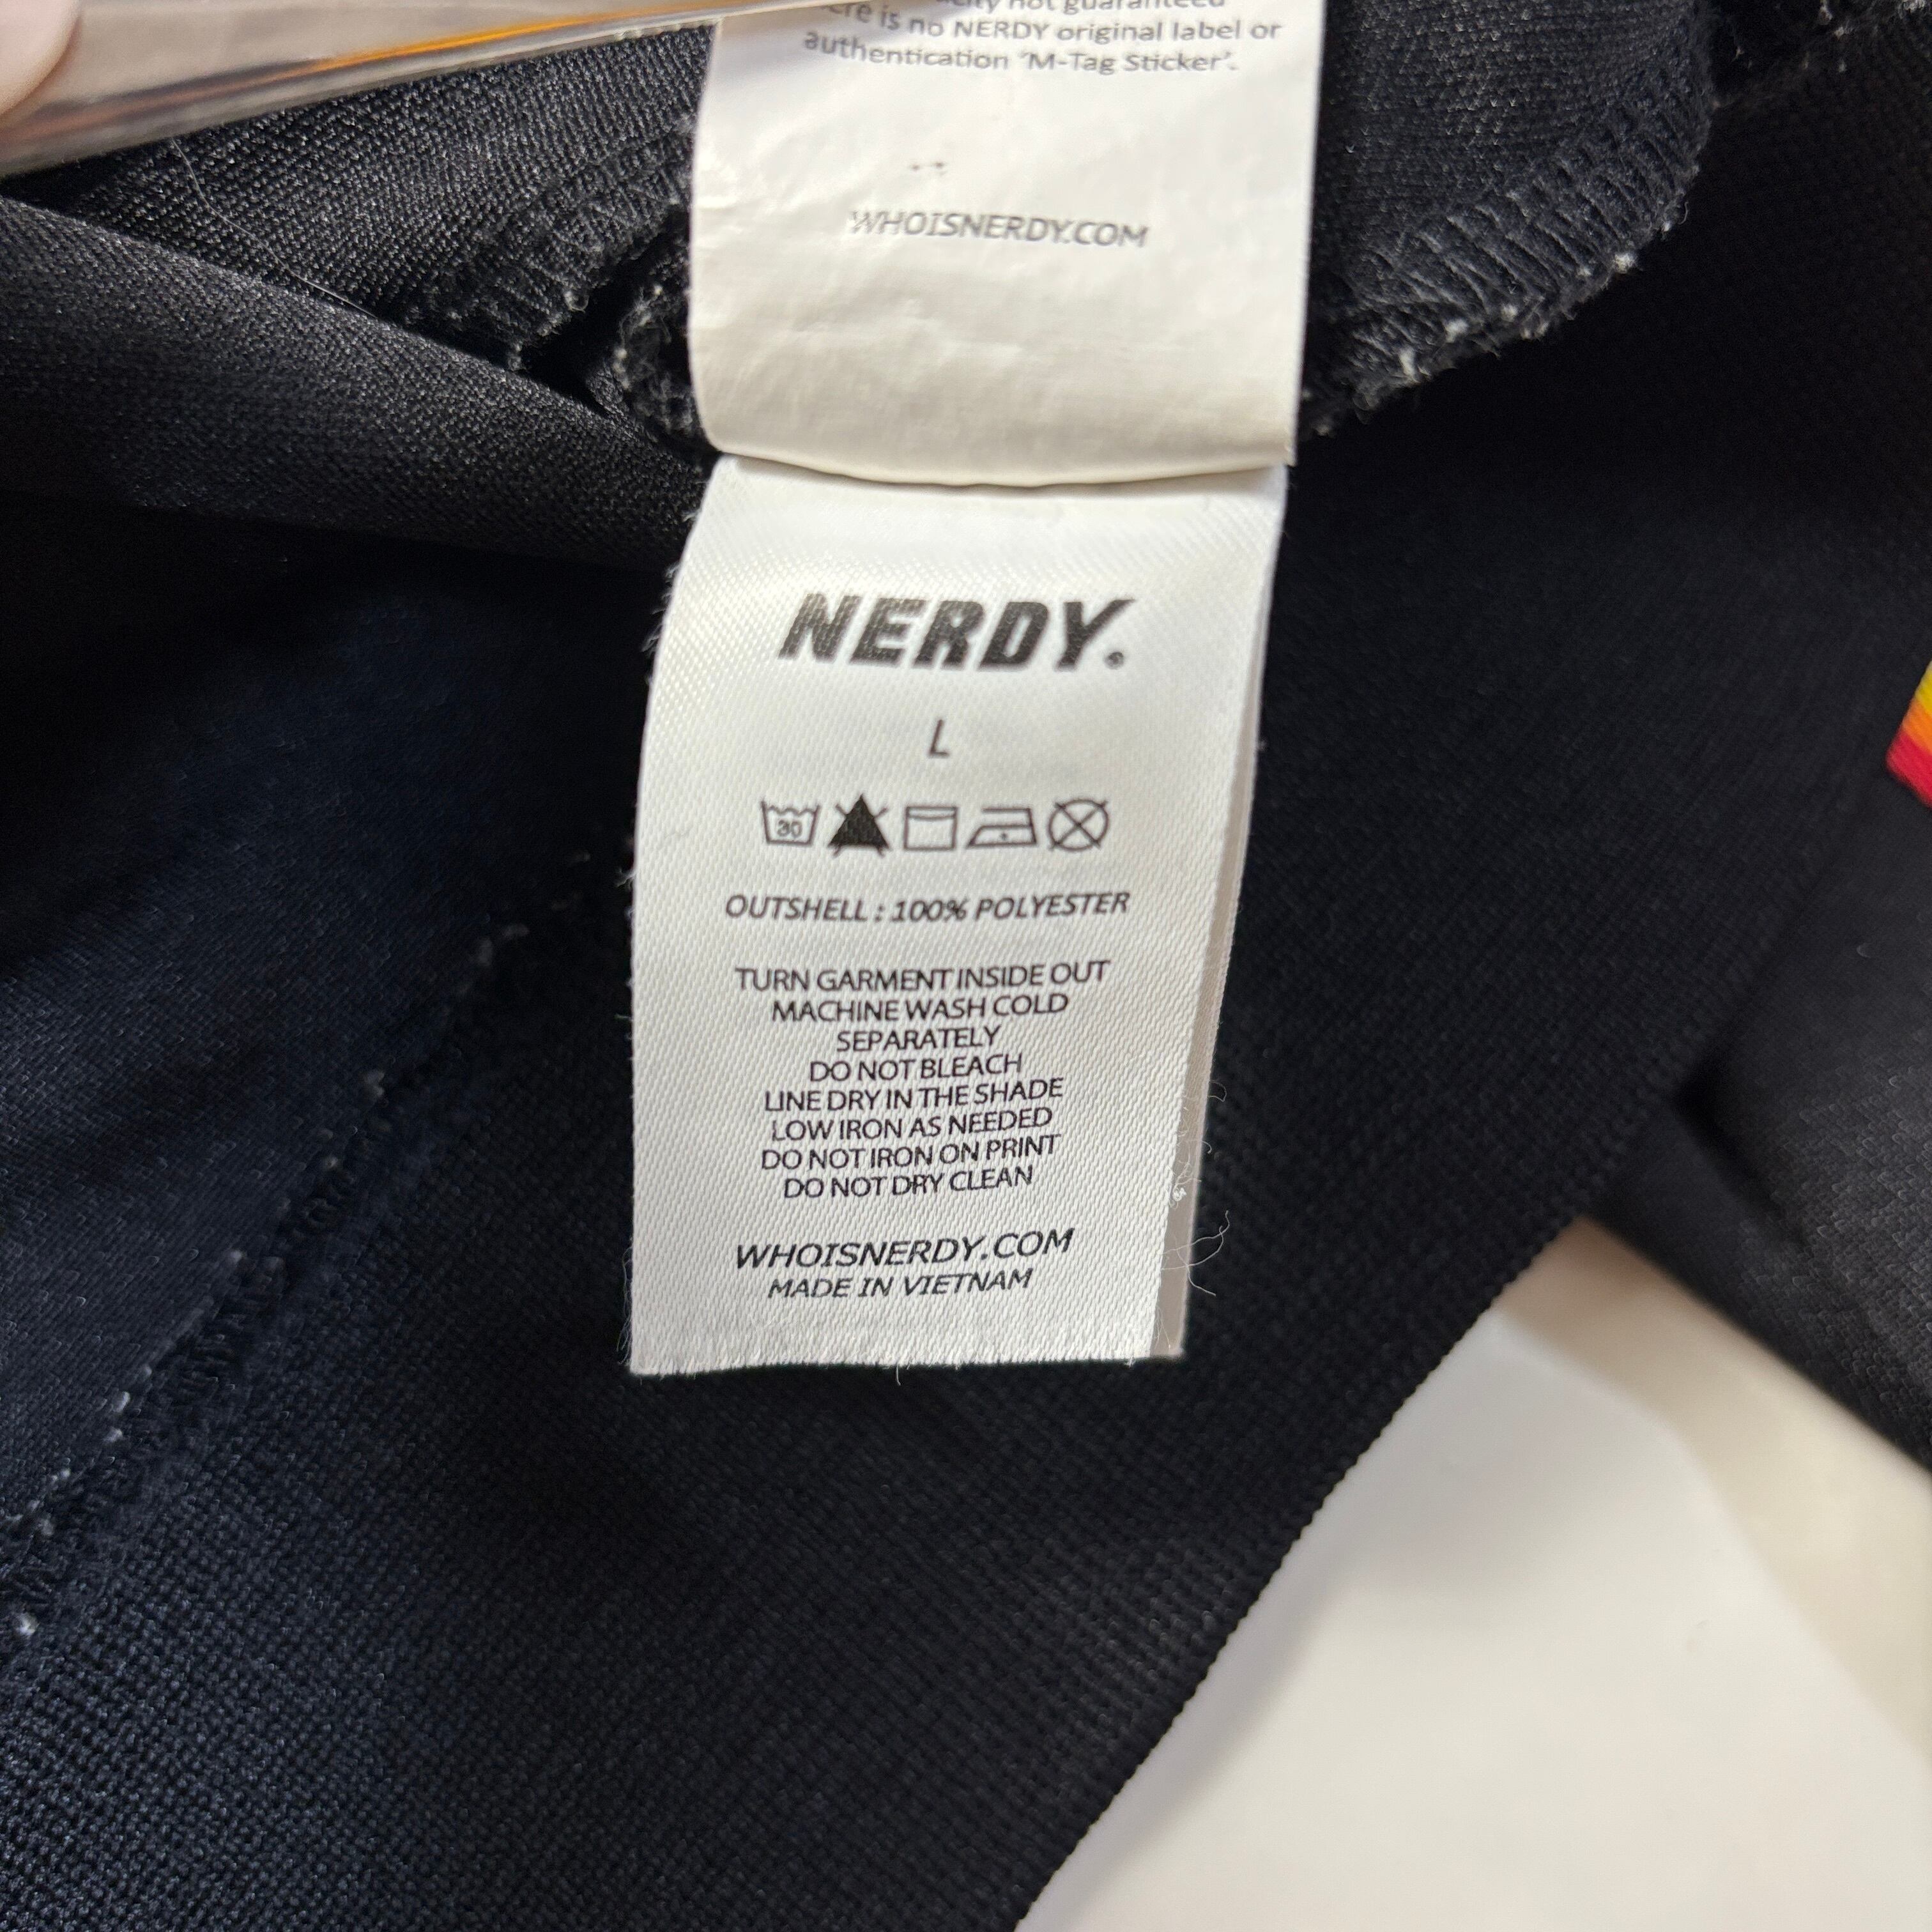 not guaranteed
is no NERDY original label or
authentication 'M-Tag Sticker'.
WHOISNERDY.COM
NERDY.
L
30
OUTSHELL : 100% POLYESTER
TURN GARMENT INSIDE OUT
MACHINE WASH COLD
SEPARATELY
DO NOT BLEACH
LINE DRY IN THE SHADE
LOW IRON AS NEEDED
DO NOT IRON ON PRINT
DO NOT DRY CLEAN
WHOISNERDY.COM
MADE IN VIETNAM